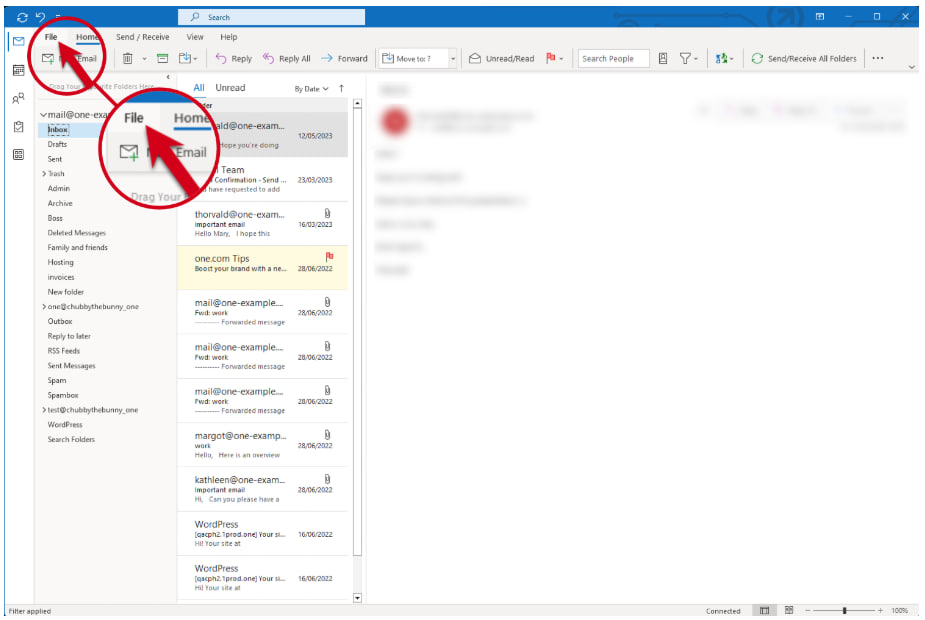 Search
File Home Send / Receive View Help
Email
Reply Reply All Forward Move to: ? Unread/Read Search People Send/Receive All Folders
All Unread By Date
mail@one-exa
Inbox
Drafts
Sent
Trash
Admin
Archive
Boss
Deleted Messages
Family and friends
Hosting
invoices
New folder
one@chubbythebunny_one
Outbox
Reply to later
RSS Feeds
Sent Messages
Spam
Spambox
test@chubbythebunny_one
WordPress
Search Folders
File Home
Email
Drag Your
ald@one-exam...
12/05/2023
Hope you're doing
Team
Confirmation - Send ... 23/03/2023
have requested to add
thorvald@one-exam...
Important email 16/03/2023
Hello Mary, I hope this
one.com Tips
Boost your brand with a ne... 28/06/2022
mail@one-example....
Fwd: work 28/06/2022
---------- Forwarded message
mail@one-example....
Fwd: work 28/06/2022
---------- Forwarded message
mail@one-example....
Fwd: work 28/06/2022
---------- Forwarded message
margot@one-examp...
work 28/06/2022
Hello, Here is an overview
kathleen@one-exam...
Important email 28/06/2022
Hi, Can you please have a
WordPress
[qacph2.1prod.one] Your si... 16/06/2022
Hi! Your site at
WordPress
[qacph2.1prod.one] Your si... 16/06/2022
Hi! Your site at
Filter applied Connected 100%